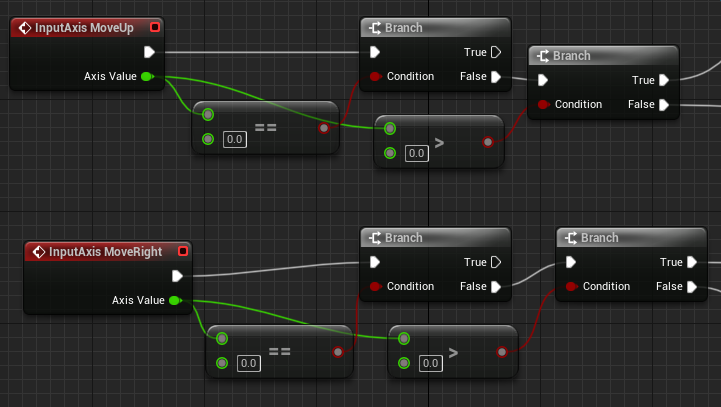 InputAxis MoveUp
Axis Value
Branch
Condition
True
False
==
0.0
>
0.0
Branch
Condition
True
False
InputAxis MoveRight
Axis Value
Branch
Condition
True
False
==
0.0
>
0.0
Branch
Condition
True
False